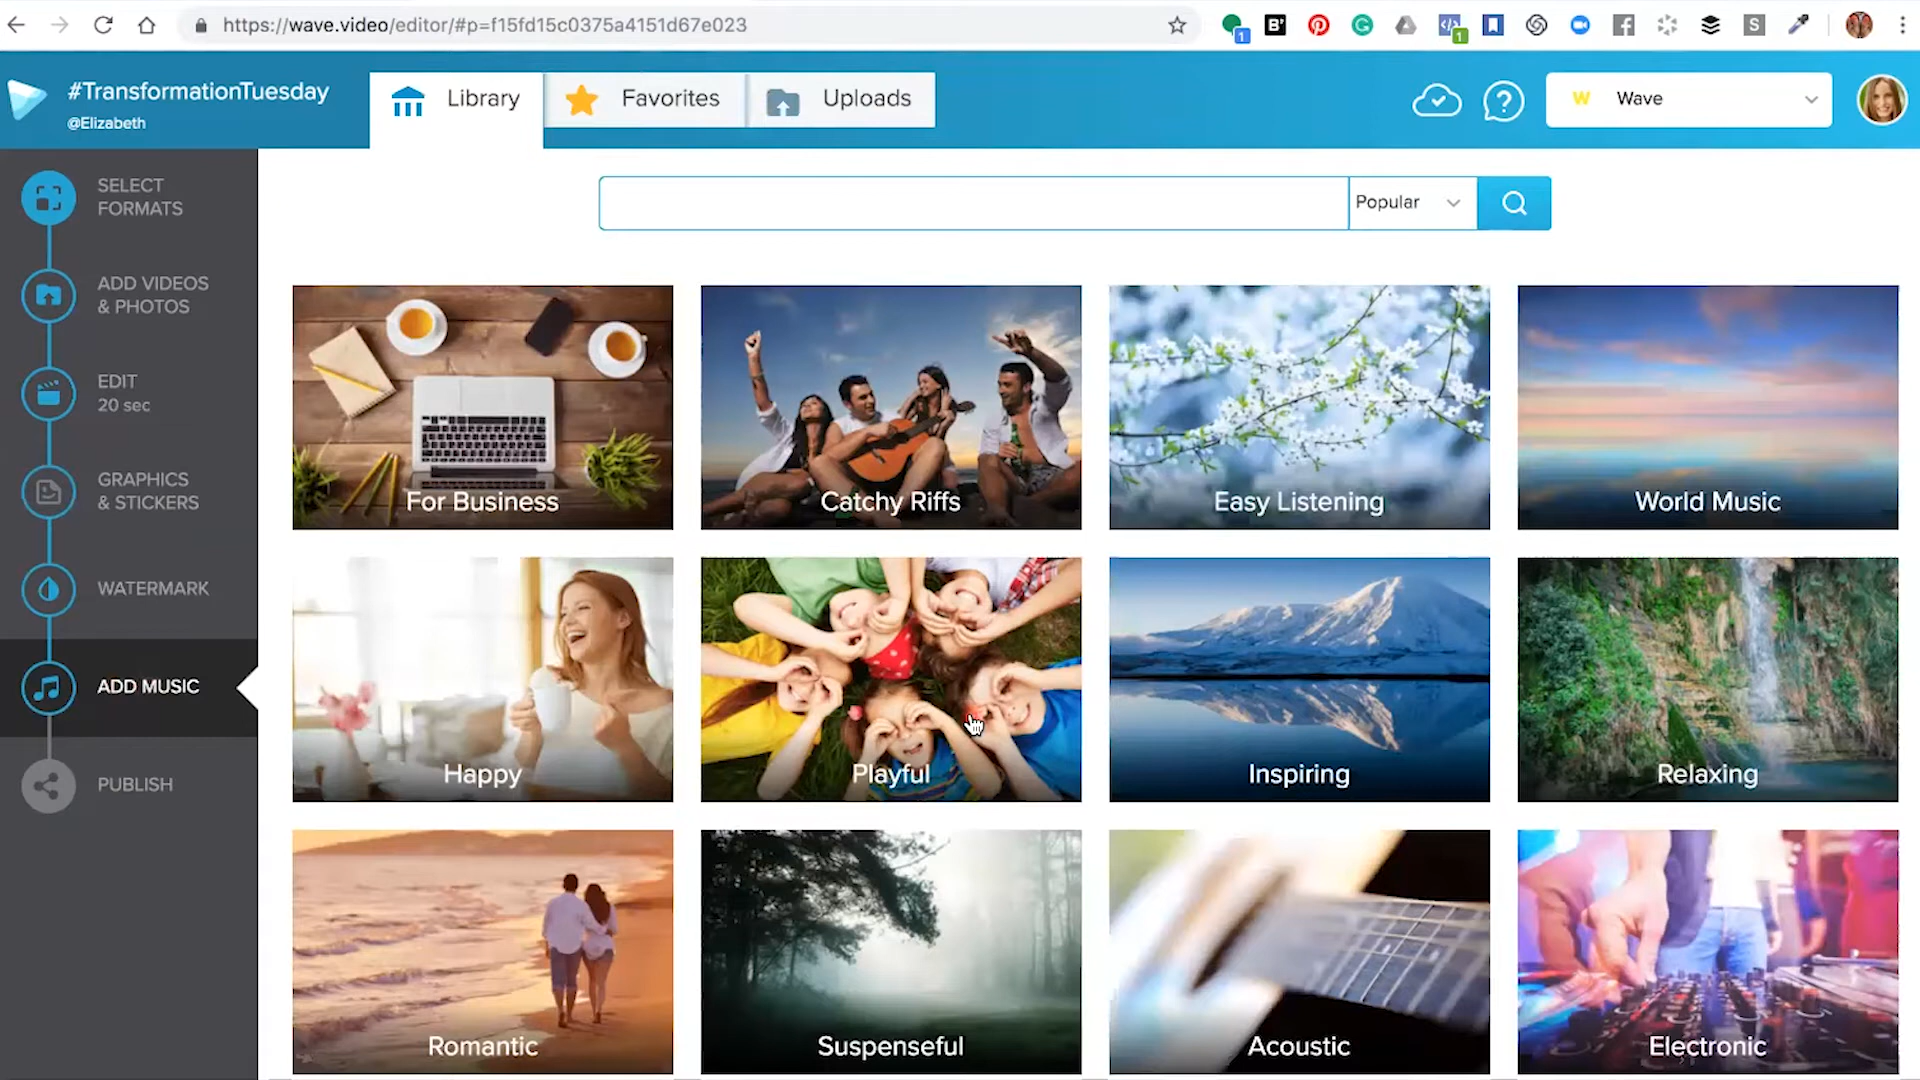 https://wave.video/editor/#p=f15fd15c0375a4151d67e023
1
B'
1
S
#TransformationTuesday
@Elizabeth
Library
Favorites
Uploads
W
Wave
SELECT
FORMATS
ADD VIDEOS
& PHOTOS
EDIT
20 sec
GRAPHICS
& STICKERS
WATERMARK
ADD MUSIC
PUBLISH
Popular
For Business
Catchy Riffs
Easy Listening
World Music
Happy
Playful
Inspiring
Relaxing
Romantic
Suspenseful
Acoustic
Electronic